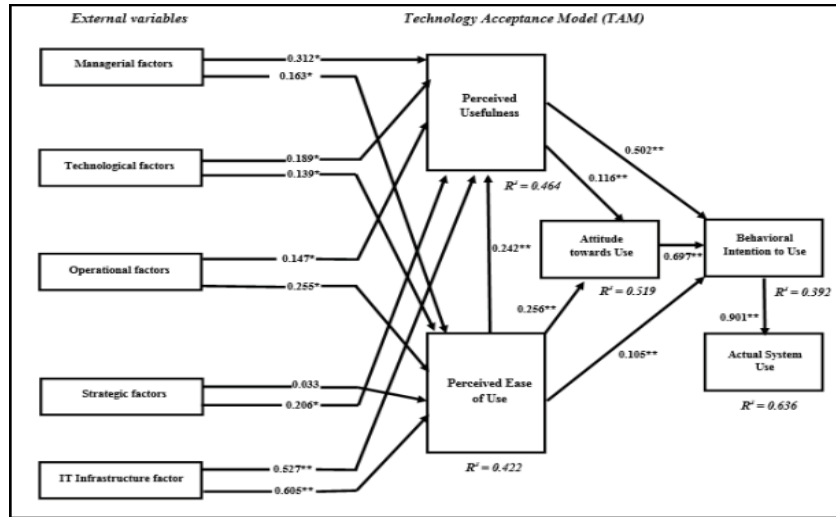 External variables
Technology Acceptance Model (TAM)
Managerial factors
0.312*
0.163*
Perceived
Usefulness
Technological factors
0.189*
0.139*
R² = 0.464
0.502**
0.116**
Operational factors
0.147*
0.255*
0.242**
Attitude
towards Use
0.697**
Behavioral
Intention to Use
R² = 0.519
R² = 0.392
0.256**
0.105**
0.901**
Strategic factors
0.033
0.206*
Perceived Ease
of Use
Actual System
Use
R² = 0.636
IT Infrastructure factor
0.527**
0.605**
R² = 0.422